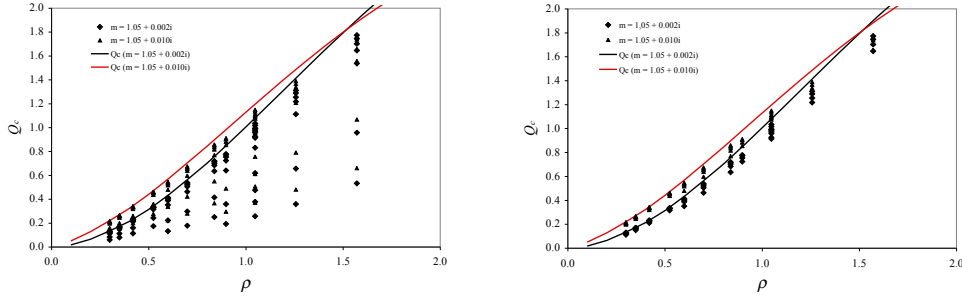 2.0
1.8
1.6
1.4
1.2
1.0
0.8
0.6
0.4
0.2
0.0
Qc
m = 1.05 + 0.002i
m = 1.05 + 0.010i
Qc (m = 1.05 + 0.002i)
Qc (m = 1.05 + 0.010i)
0.0 0.5 1.0 1.5 2.0
ρ
2.0
1.8
1.6
1.4
1.2
1.0
0.8
0.6
0.4
0.2
0.0
Qc
m = 1,05 + 0.002i
m = 1.05 + 0.010i
Qc (m = 1.05 + 0.002i)
Qc (m = 1.05 + 0.010i)
0.0 0.5 1.0 1.5 2.0
ρ